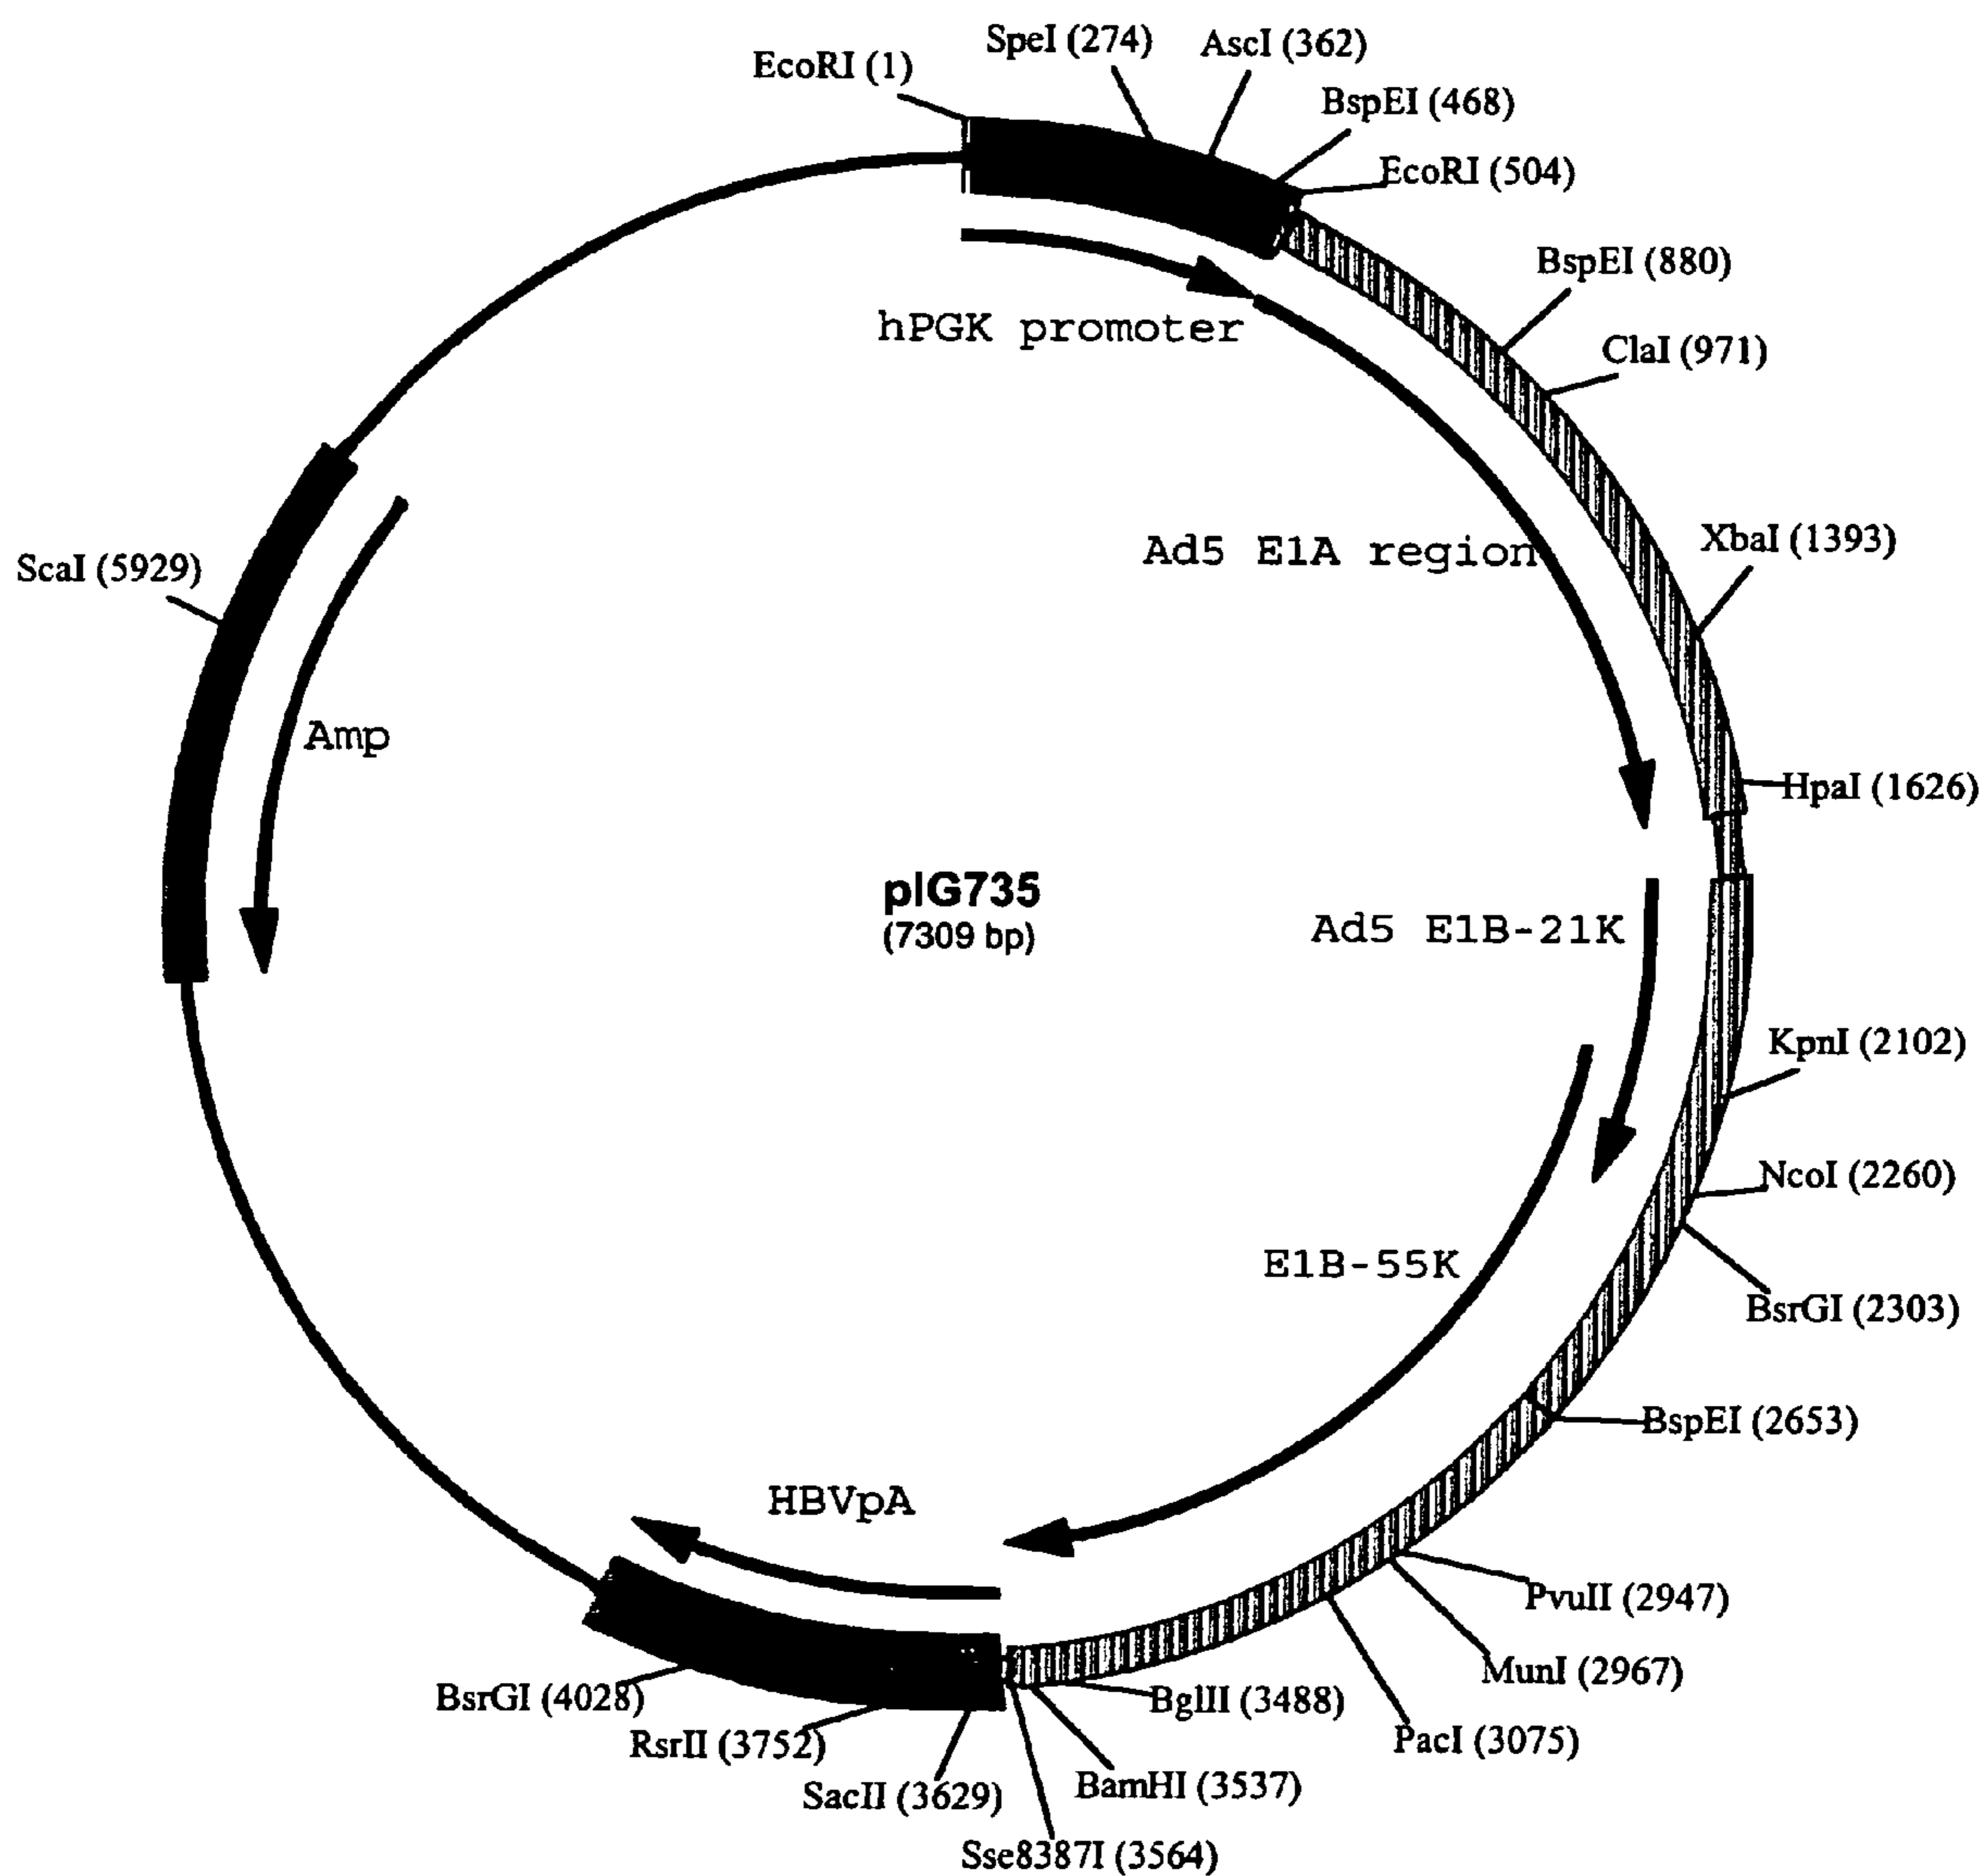 EcoRI (1)
SpeI (274)
AscI (362)
BspEI (468)
EcoRI (504)
BspEI (880)
ClaI (971)
XbaI (1393)
HpaI (1626)
KpnI (2102)
NcoI (2260)
BsrGI (2303)
BspEI (2653)
PvuII (2947)
MunI (2967)
PacI (3075)
BglII (3488)
BamHI (3537)
Sse8387I (3564)
SacII (3629)
RsrII (3752)
BsrGI (4028)
ScaI (5929)
hPGK promoter
Ad5 E1A region
Ad5 E1B-21K
E1B-55K
HBVpA
Amp
pIG735
(7309 bp)